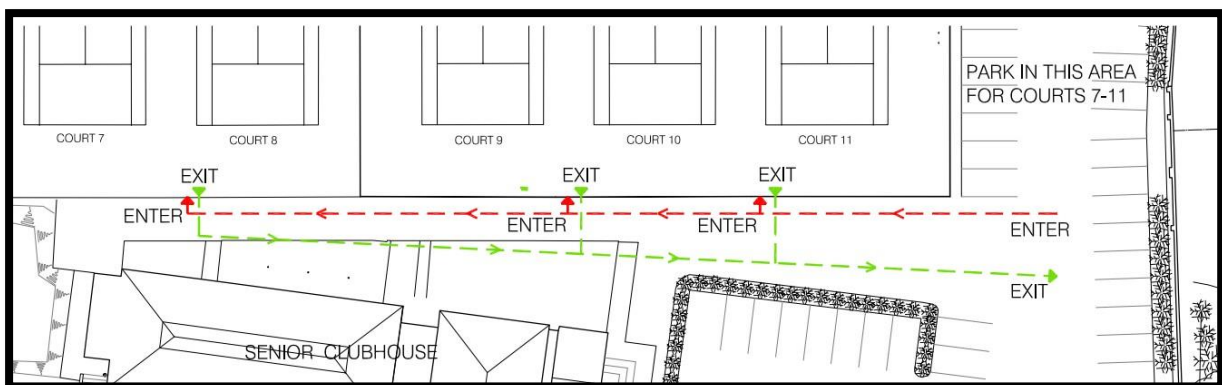 PARK IN THIS AREA
FOR COURTS 7-11
COURT 7
COURT 8
COURT 9
COURT 10
COURT 11
EXIT
EXIT
EXIT
ENTER
ENTER
ENTER
ENTER
EXIT
SENIOR CLUBHOUSE